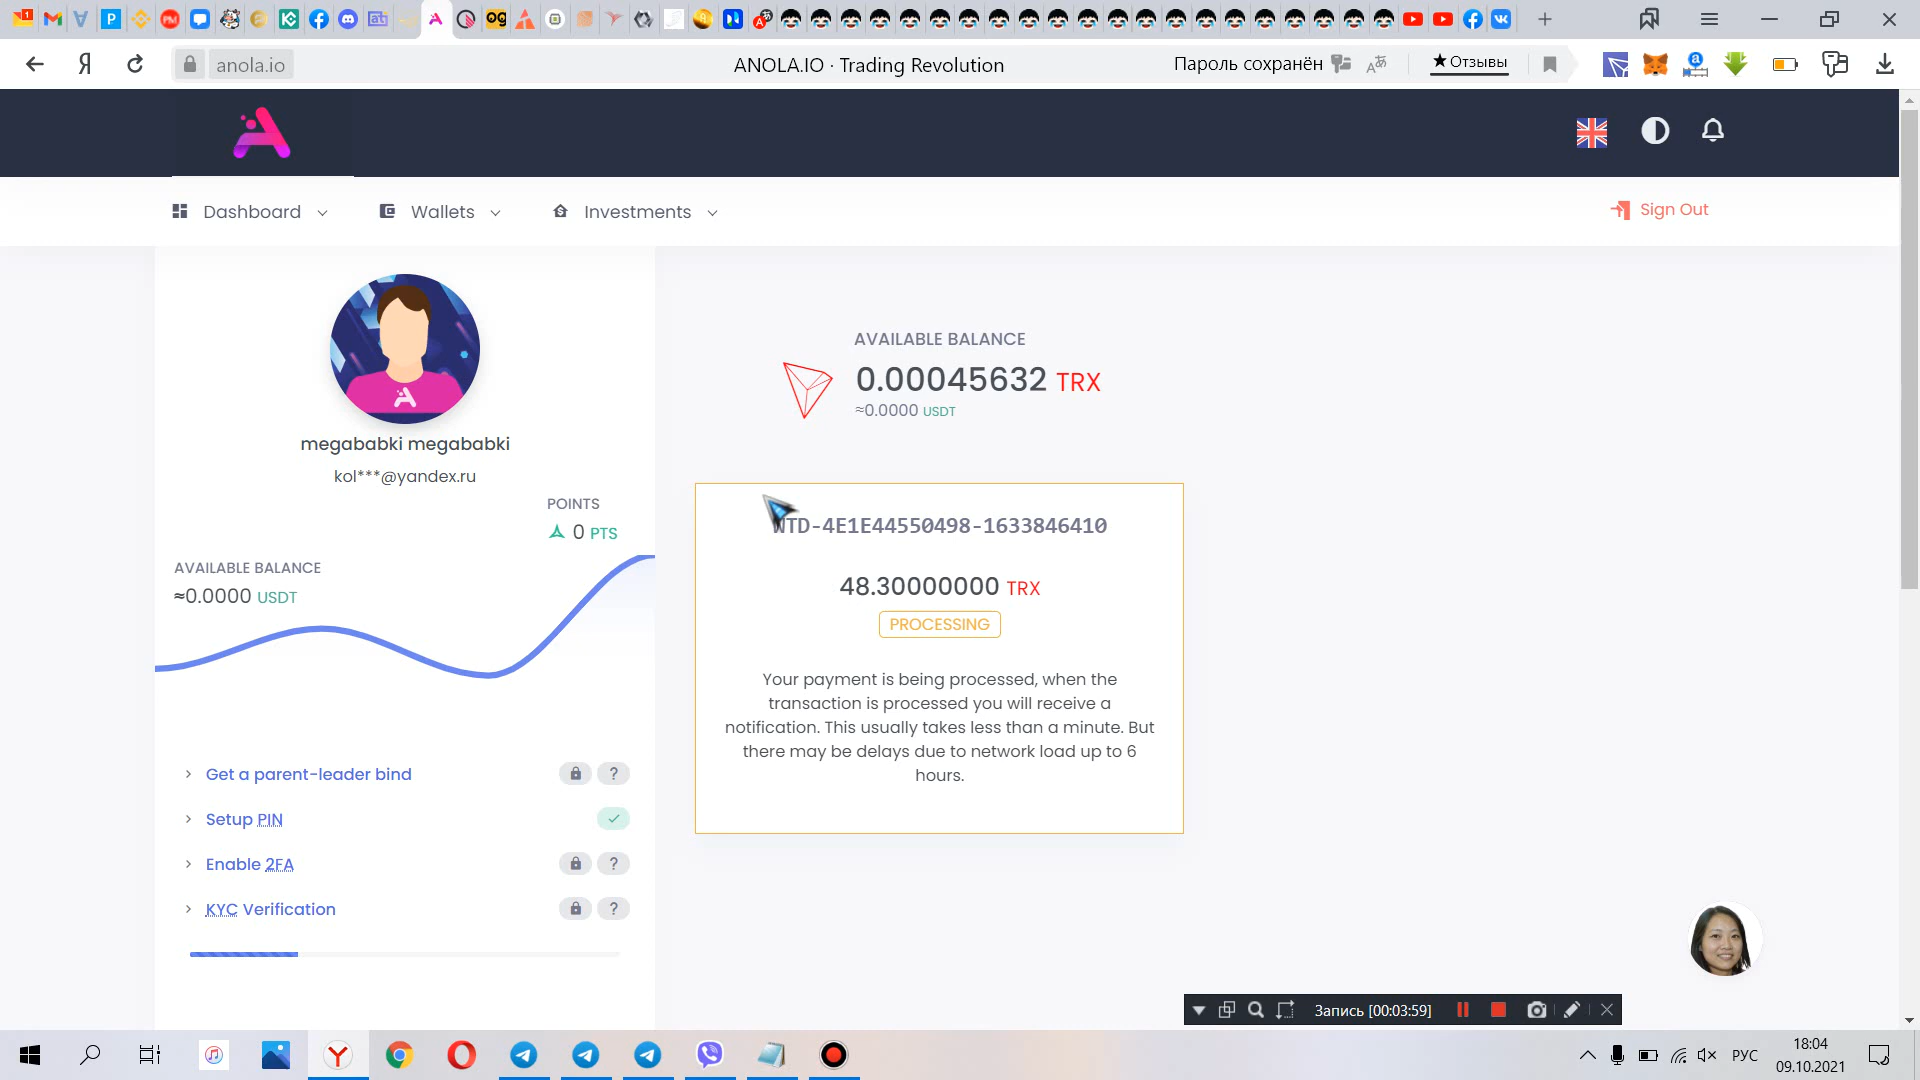 anola.io
ANOLA.IO · Trading Revolution
Пароль сохранён
★Отзывы
Dashboard
Wallets
Investments
Sign Out
megababki megababki
kol***@yandex.ru
POINTS
0 PTS
AVAILABLE BALANCE
≈0.0000 USDT
Get a parent-leader bind
?
Setup PIN
Enable 2FA
?
KYC Verification
?
AVAILABLE BALANCE
0.00045632 TRX
≈0.0000 USDT
WTD-4E1E44550498-1633846410
48.30000000 TRX
PROCESSING
Your payment is being processed, when the
transaction is processed you will receive a
notification. This usually takes less than a minute. But
there may be delays due to network load up to 6
hours.
Запись [00:03:59]
РУС
18:04
09.10.2021